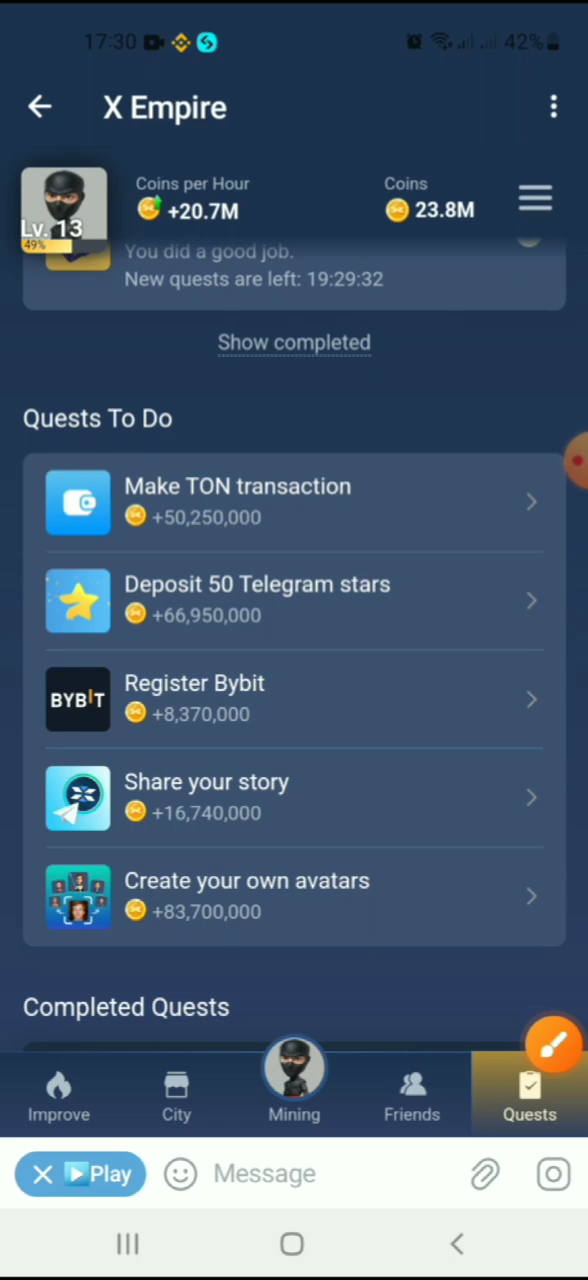 17:30
42%
X Empire
Coins per Hour
Coins
+20.7M
23.8M
Lv. 13
49%
You did a good job.
New quests are left: 19:29:32
Show completed
Quests To Do
Make TON transaction
+50,250,000
Deposit 50 Telegram stars
+66,950,000
BYBIT
Register Bybit
+8,370,000
Share your story
+16,740,000
Create your own avatars
+83,700,000
Completed Quests
Improve
City
Mining
Friends
Quests
Play
Message